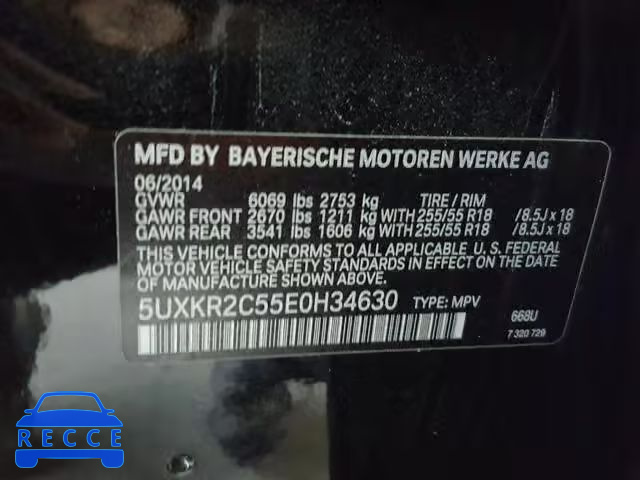 MFD BY BAYERISCHE MOTOREN WERKE AG
06/2014
GVWR 6069 lbs 2753 kg TIRE / RIM
GAWR FRONT 2670 lbs 1211 kg WITH 255/55 R18 /8.5J x 18
GAWR REAR 3541 lbs 1606 kg WITH 255/55 R18 /8.5J x 18
THIS VEHICLE CONFORMS TO ALL APPLICABLE U. S. FEDERAL
MOTOR VEHICLE SAFETY STANDARDS IN EFFECT ON THE DATE
OF MANUFACTURE SHOWN ABOVE.
5UXKR2C55E0H34630 TYPE: MPV
668U
7 320 729
RECCE